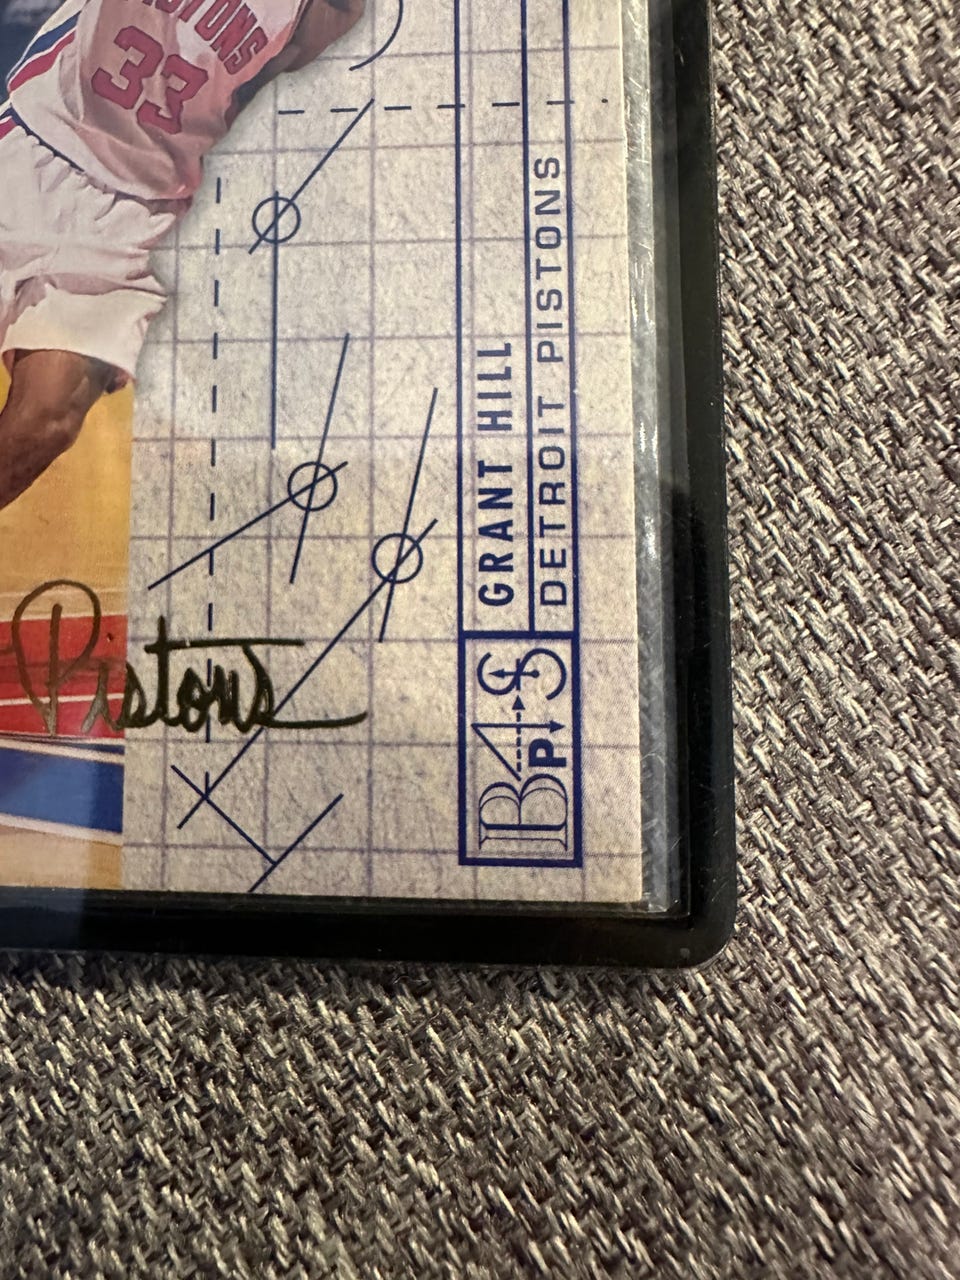 PISTONS
33
GRANT HILL
DETROIT PISTONS
Pistons